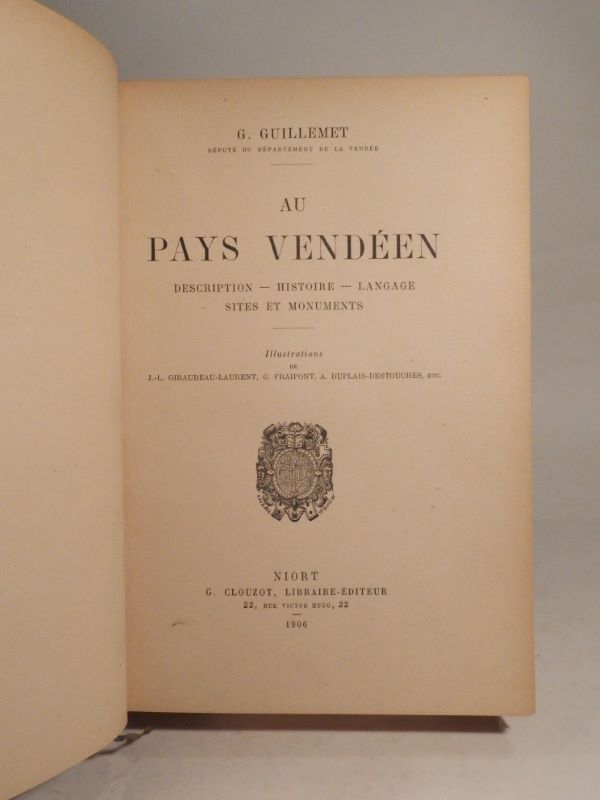 G. GUILLEMET
DÉPUTÉ DU DÉPARTEMENT DE LA VENDÉE
AU
PAYS VENDÉEN
DESCRIPTION — HISTOIRE — LANGAGE
SITES ET MONUMENTS
Illustrations
DE
J.-L. GIRAUDEAU-LAURENT, G. FRAIPONT, A. DUPLAIS-DESTOUCHES, ETC.
NIORT
G. CLOUZOT, LIBRAIRE-ÉDITEUR
22, RUE VICTOR HUGO, 22
1906